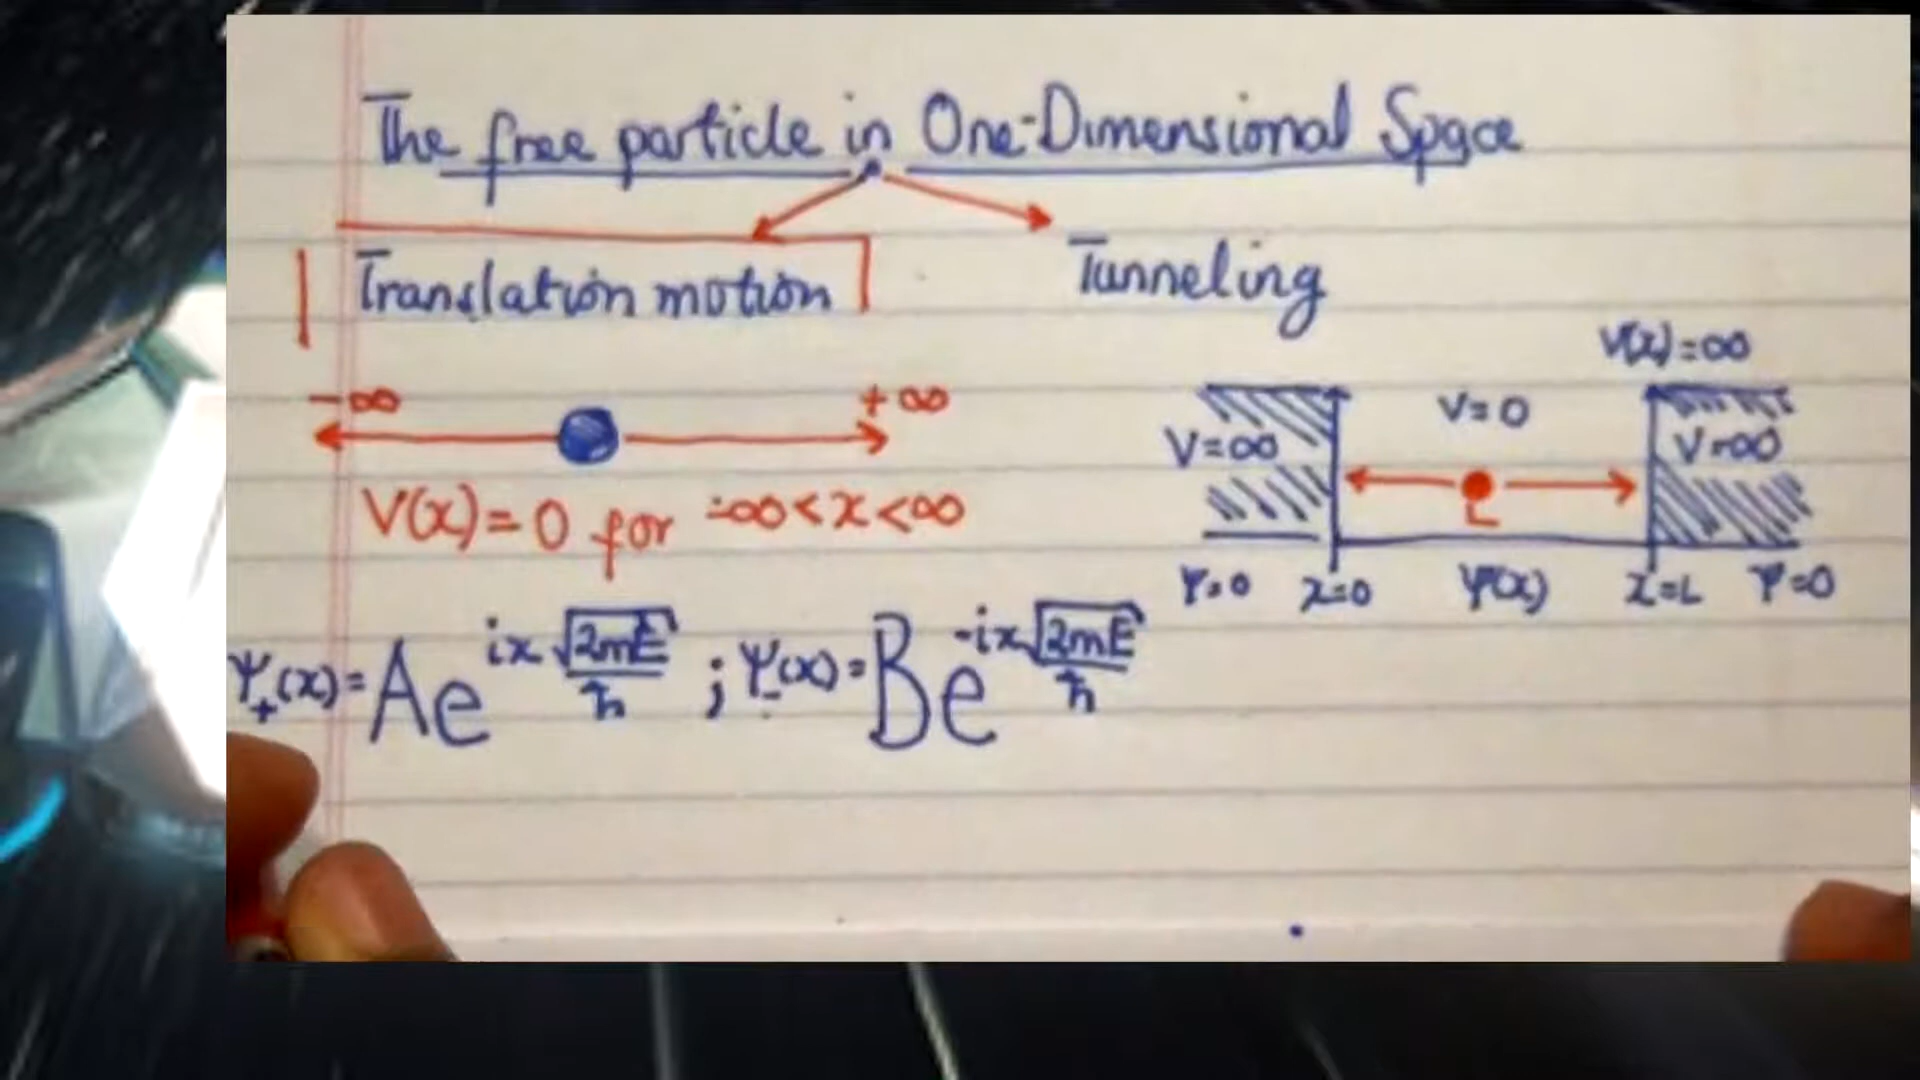 The free particle in One-Dimensional Space
Translation motion
Tunneling
-∞ +∞
V(x)=0 for -∞<x<∞
V(x)=∞
V=∞ V=0 V=∞
L
Ψ=0 x=0 Ψ(x) x=L Ψ=0
Ψ₊(x)=Ae^{ix√2mE/ħ} ; Ψ₋(x)=Be^{-ix√2mE/ħ}